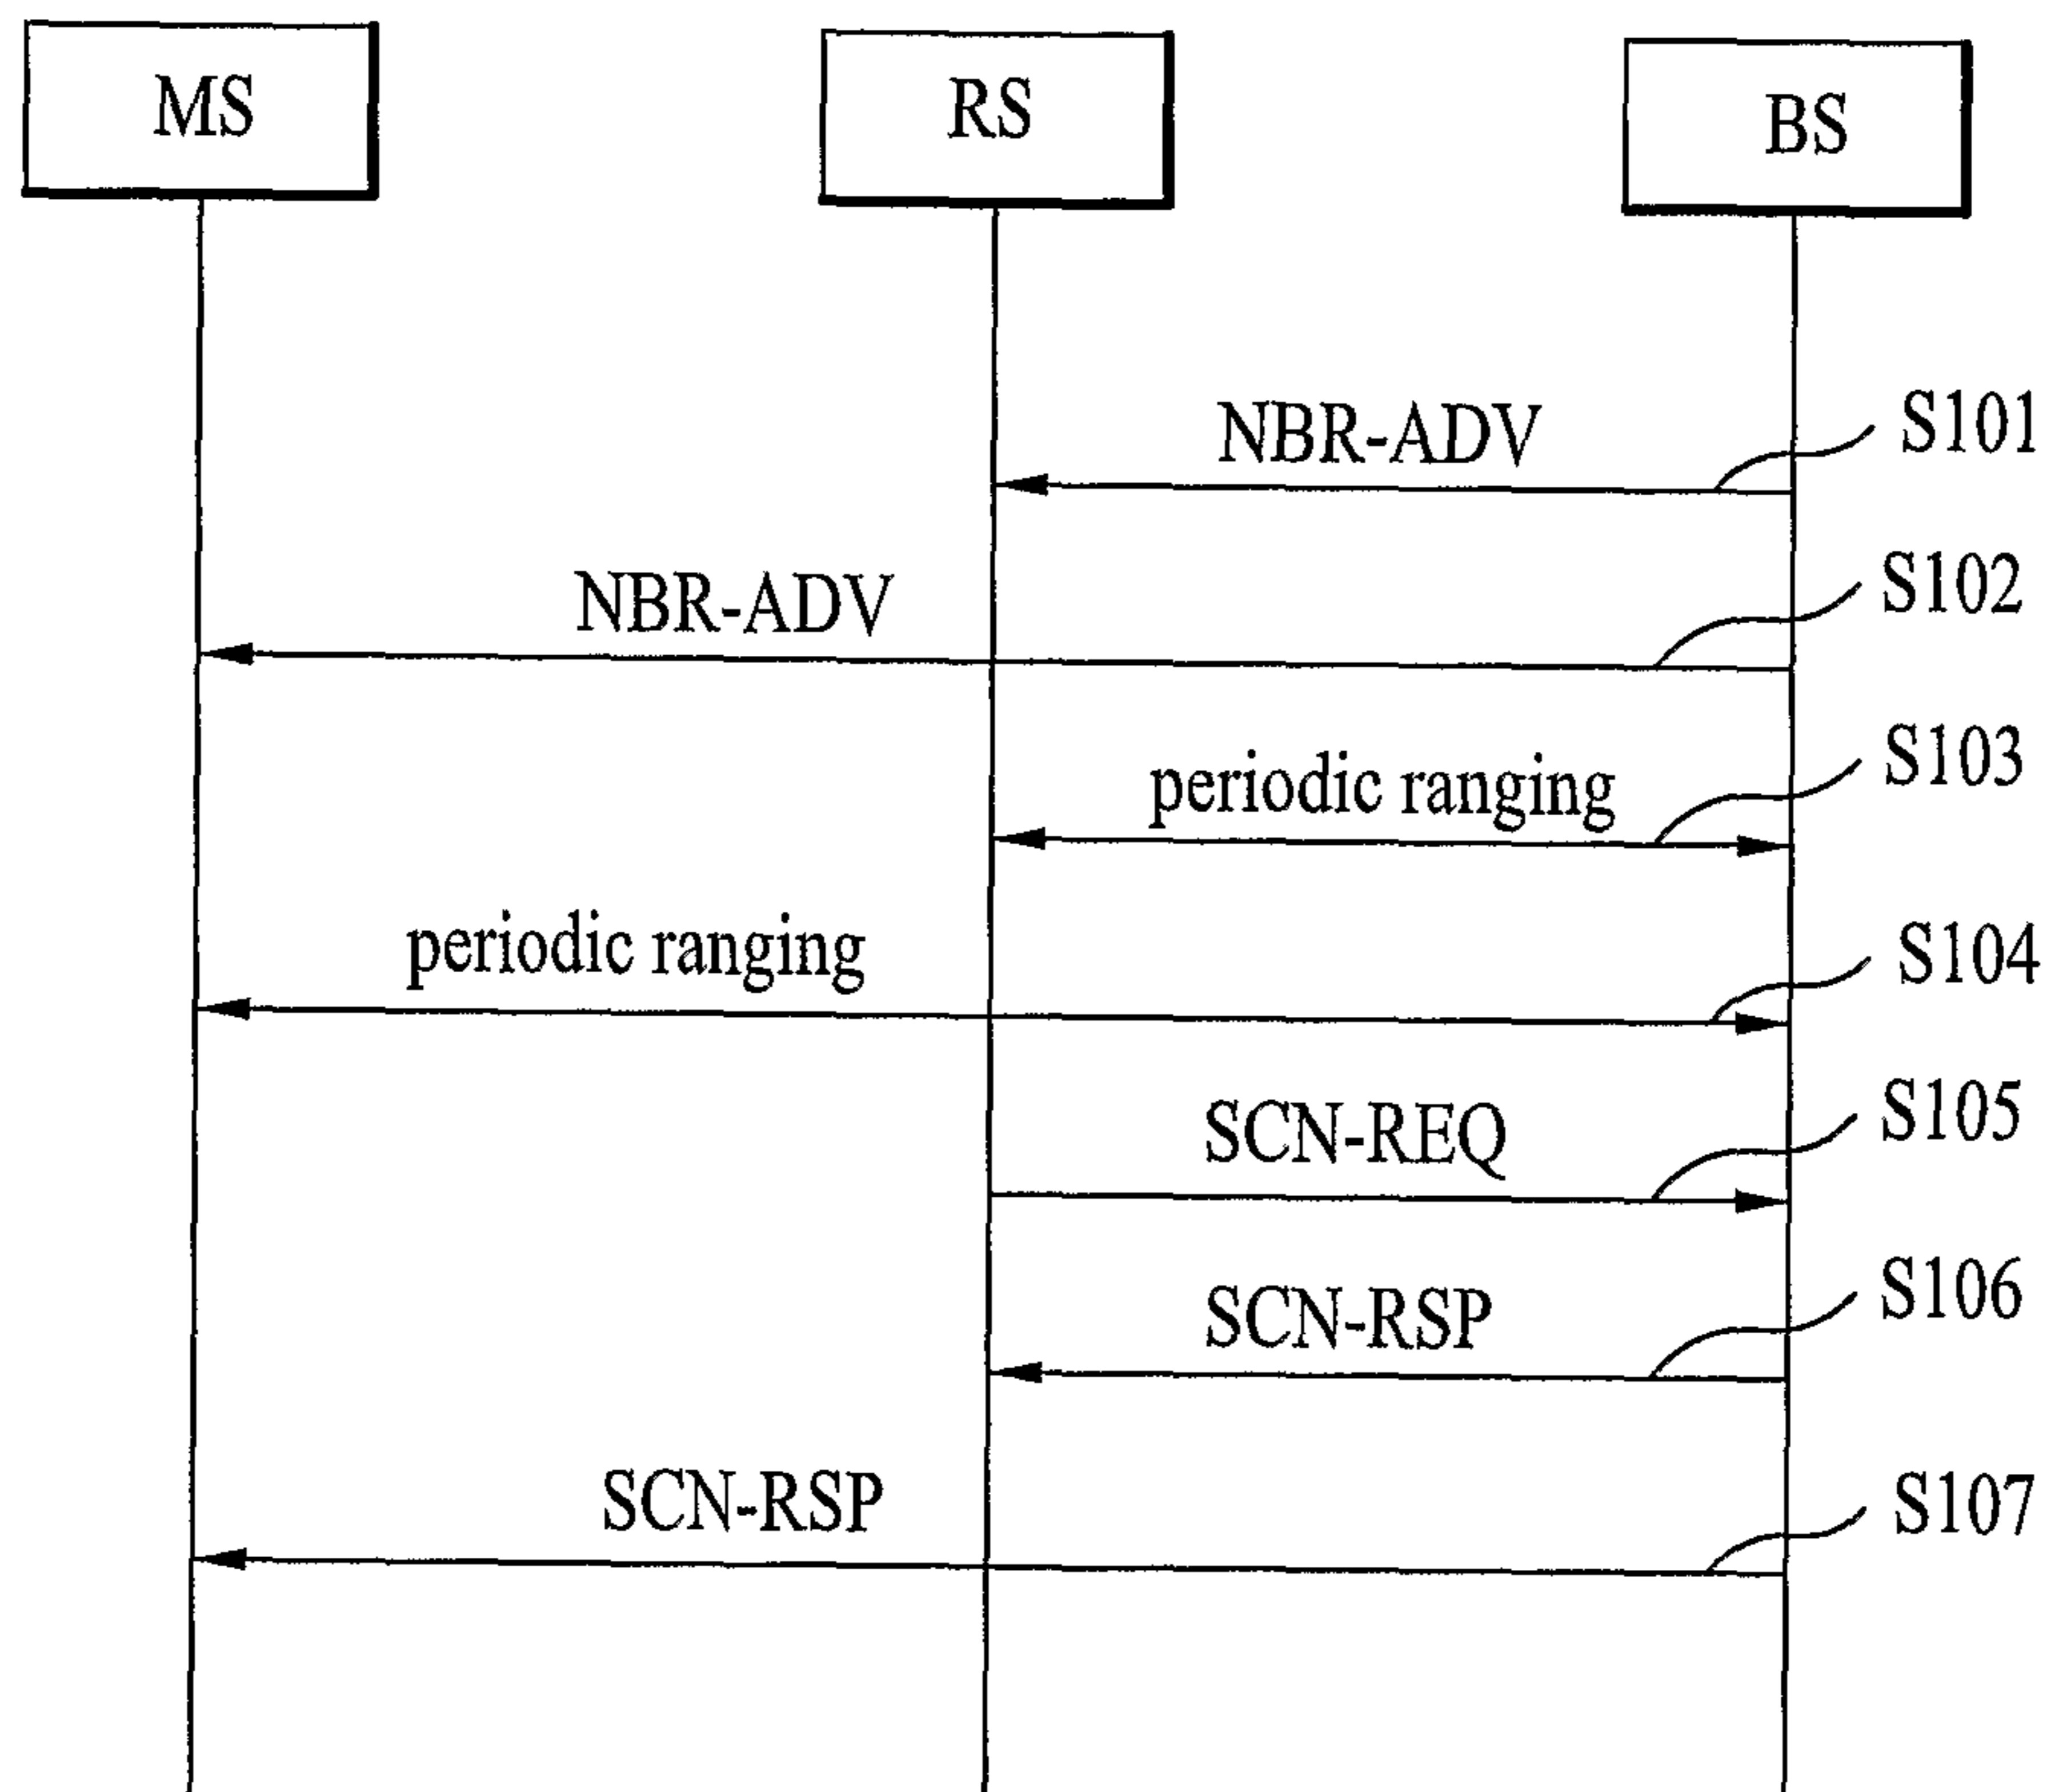 MS
RS
BS
NBR-ADV
S101
NBR-ADV
S102
periodic ranging
S103
periodic ranging
S104
SCN-REQ
S105
SCN-RSP
S106
SCN-RSP
S107